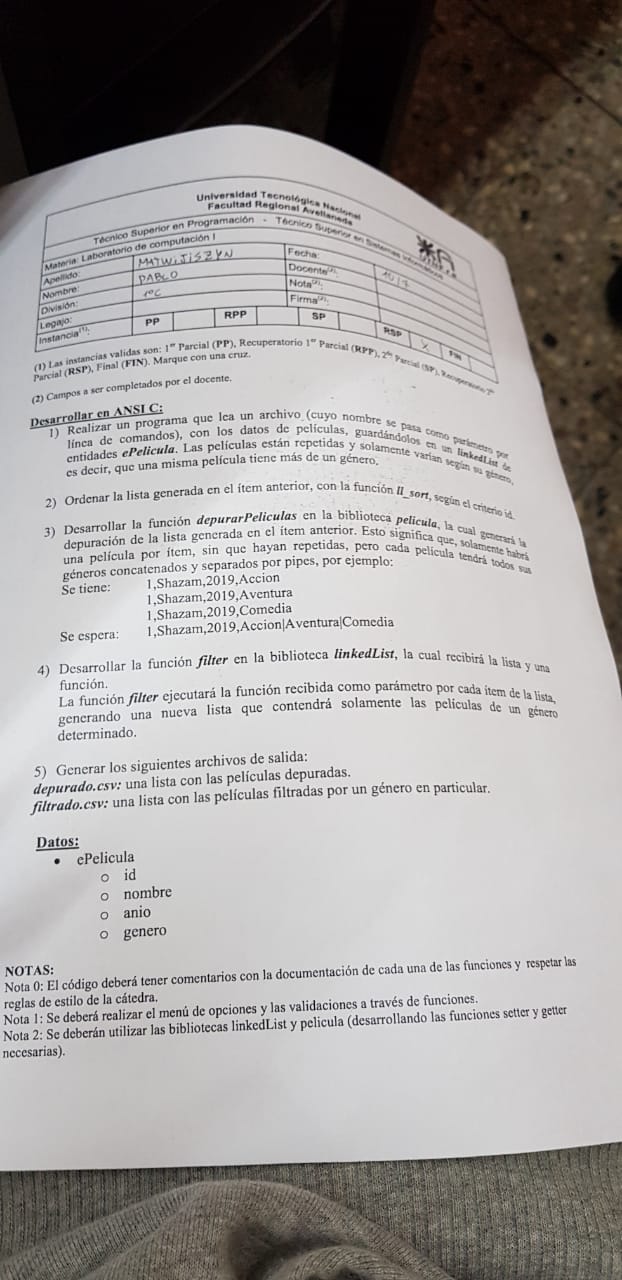 Universidad Tecnológica Nacional
Facultad Regional Avellaneda
Técnico Superior en Programación - Técnico Superior en Sistemas Informáticos
Materia: Laboratorio de computación I
Apellido: MATWiJiSZYN Fecha: 10/7
Nombre: PABLO Docente(2):
División: 1ºC Nota(2):
Legajo: Firma(2):
Instancia(1): PP RPP SP RSP X FIN
(1) Las instancias validas son: 1er Parcial (PP), Recuperatorio 1er Parcial (RPP), 2do Parcial (SP), Recuperatorio 2do
Parcial (RSP), Final (FIN). Marque con una cruz.
(2) Campos a ser completados por el docente.
Desarrollar en ANSI C:
1) Realizar un programa que lea un archivo (cuyo nombre se pasa como parámetro por
línea de comandos), con los datos de películas, guardándolos en un linkedList de
entidades ePelicula. Las películas están repetidas y solamente varían según su género,
es decir, que una misma película tiene más de un género.
2) Ordenar la lista generada en el ítem anterior, con la función ll_sort, según el criterio id.
3) Desarrollar la función depurarPeliculas en la biblioteca pelicula, la cual generará la
depuración de la lista generada en el ítem anterior. Esto significa que, solamente habrá
una película por ítem, sin que hayan repetidas, pero cada película tendrá todos sus
géneros concatenados y separados por pipes, por ejemplo:
Se tiene: 1,Shazam,2019,Accion
1,Shazam,2019,Aventura
1,Shazam,2019,Comedia
Se espera: 1,Shazam,2019,Accion|Aventura|Comedia
4) Desarrollar la función filter en la biblioteca linkedList, la cual recibirá la lista y una
función.
La función filter ejecutará la función recibida como parámetro por cada ítem de la lista,
generando una nueva lista que contendrá solamente las películas de un género
determinado.
5) Generar los siguientes archivos de salida:
depurado.csv: una lista con las películas depuradas.
filtrado.csv: una lista con las películas filtradas por un género en particular.
Datos:
• ePelicula
o id
o nombre
o anio
o genero
NOTAS:
Nota 0: El código deberá tener comentarios con la documentación de cada una de las funciones y respetar las
reglas de estilo de la cátedra.
Nota 1: Se deberá realizar el menú de opciones y las validaciones a través de funciones.
Nota 2: Se deberán utilizar las bibliotecas linkedList y pelicula (desarrollando las funciones setter y getter
necesarias).